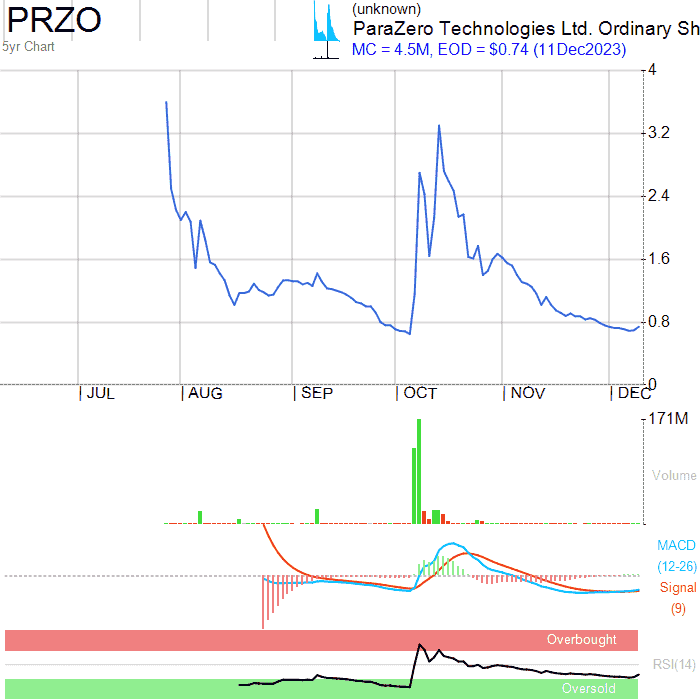 PRZO
(unknown)
ParaZero Technologies Ltd. Ordinary Sh
5yr Chart
MC = 4.5M, EOD = $0.74 (11Dec2023)
4
3.2
2.4
1.6
0.8
0
| JUL | AUG | SEP | OCT | NOV | DEC
171M
Volume
MACD
(12-26)
Signal
(9)
Overbought
RSI(14)
Oversold